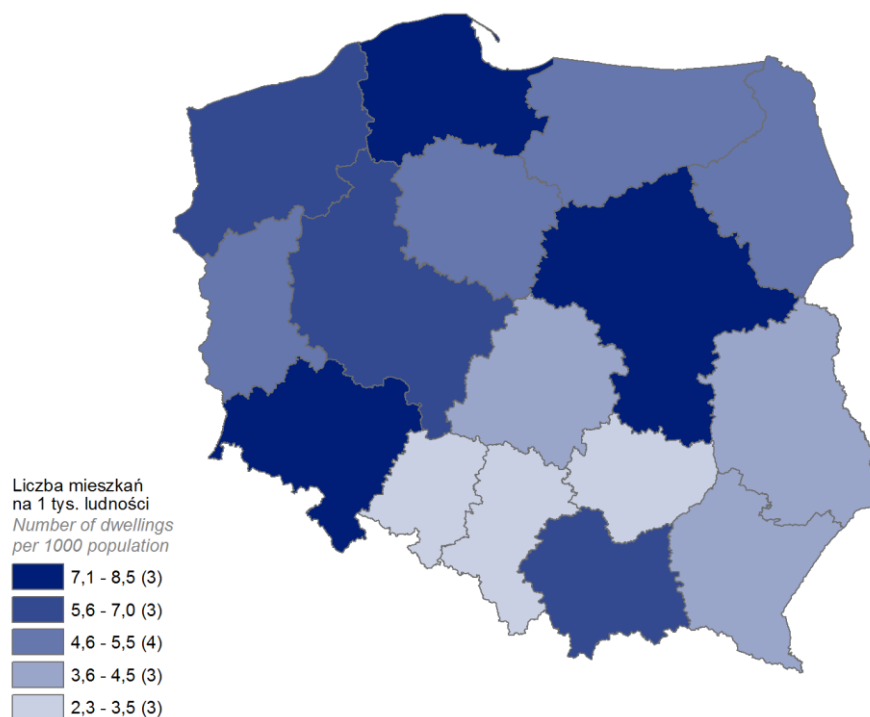 Liczba mieszkań
na 1 tys. ludności
Number of dwellings
per 1000 population
7,1 - 8,5 (3)
5,6 - 7,0 (3)
4,6 - 5,5 (4)
3,6 - 4,5 (3)
2,3 - 3,5 (3)